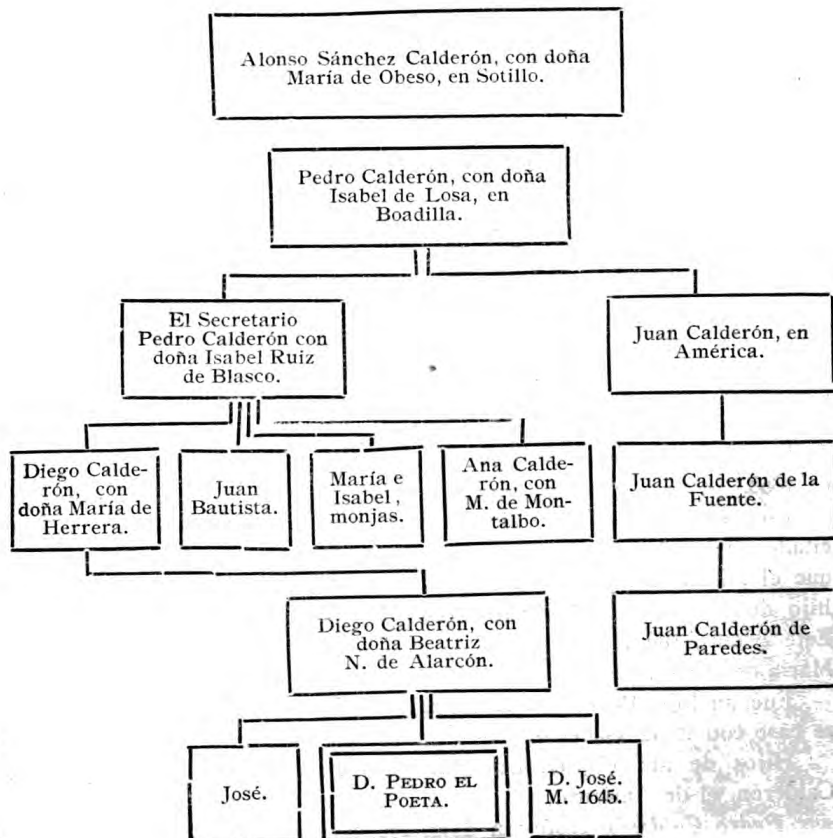 Alonso Sánchez Calderón, con doña
María de Obeso, en Sotillo.
Pedro Calderón, con doña
Isabel de Losa, en
Boadilla.
El Secretario
Pedro Calderón con
doña Isabel Ruiz
de Blasco.
Juan Calderón, en
América.
Diego Calde-
rón, con
doña María de
Herrera.
Juan
Bautista.
María e
Isabel,
monjas.
Ana Calde-
rón, con
M. de Mon-
talbo.
Juan Calderón de la
Fuente.
Diego Calderón, con
doña Beatriz
N. de Alarcón.
Juan Calderón de
Paredes.
José.
D. PEDRO EL
POETA.
D. José.
M. 1645.